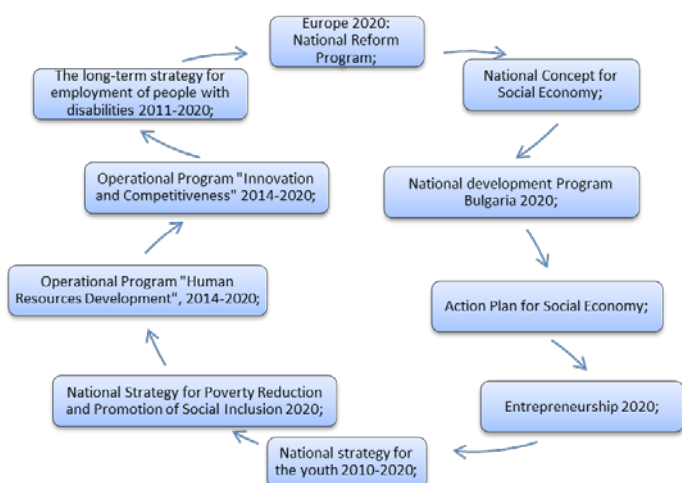 Europe 2020:
National Reform
Program;
National Concept for
Social Economy;
National development Program
Bulgaria 2020;
Action Plan for Social Economy;
Entrepreneurship 2020;
National strategy for
the youth 2010-2020;
National Strategy for Poverty Reduction
and Promotion of Social Inclusion 2020;
Operational Program "Human
Resources Development", 2014-2020;
Operational Program "Innovation
and Competitiveness" 2014-2020;
The long-term strategy for
employment of people with
disabilities 2011-2020;